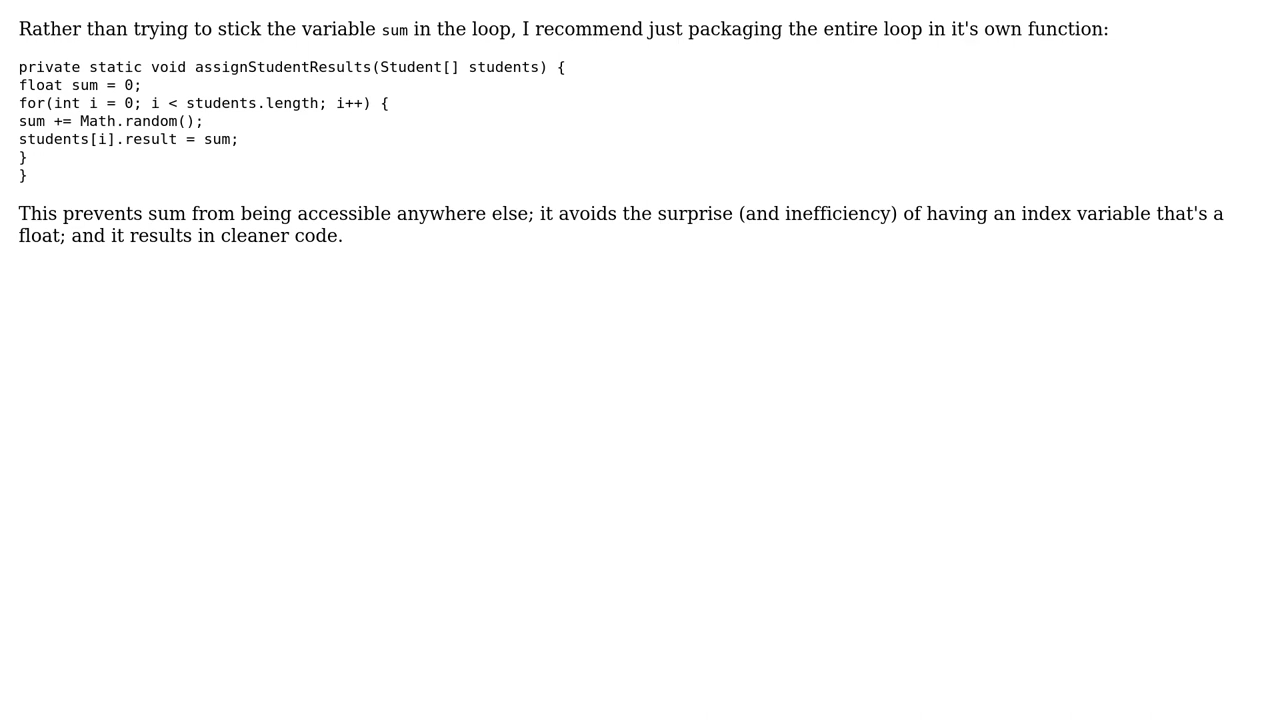 Rather than trying to stick the variable sum in the loop, I recommend just packaging the entire loop in it's own function:
private static void assignStudentResults(Student[] students) {
float sum = 0;
for(int i = 0; i < students.length; i++) {
sum += Math.random();
students[i].result = sum;
}
}
This prevents sum from being accessible anywhere else; it avoids the surprise (and inefficiency) of having an index variable that's a
float; and it results in cleaner code.